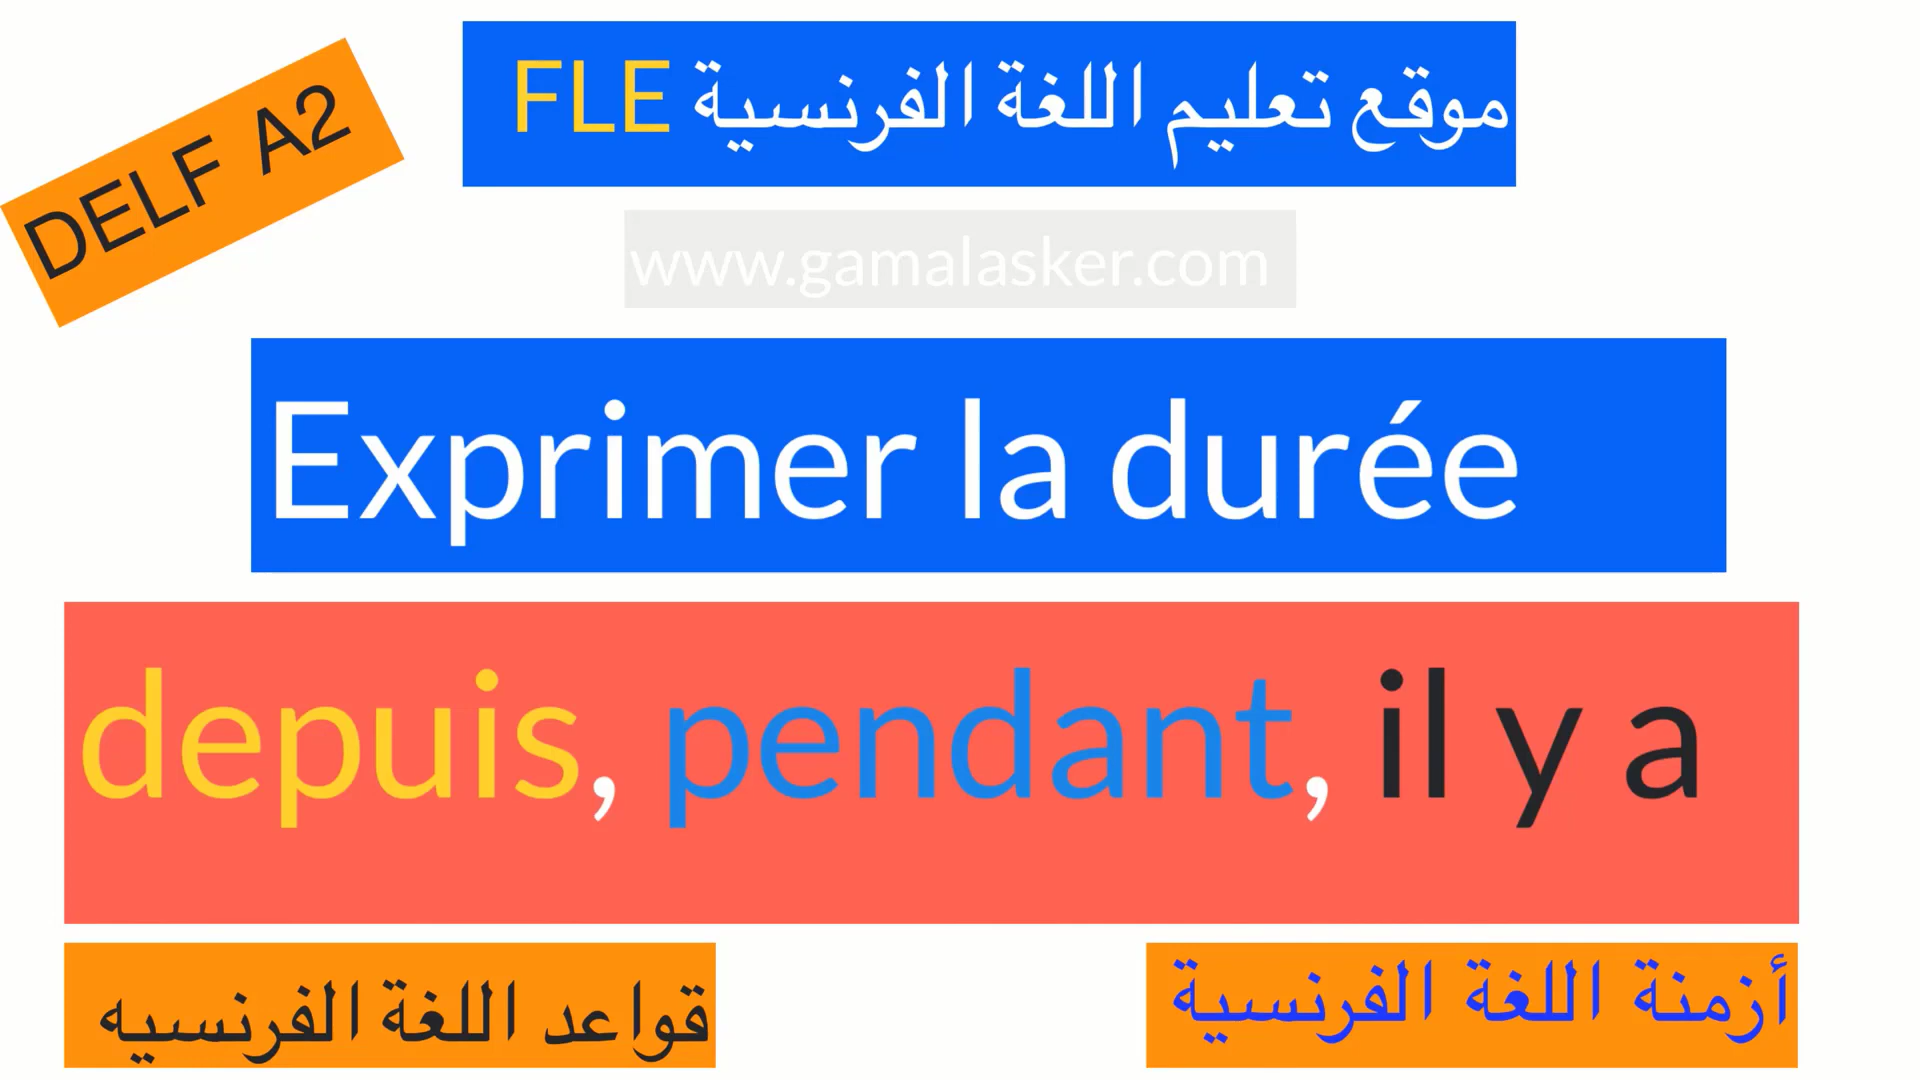 موقع تعليم اللغة الفرنسية FLE
DELF A2
www.gamalasker.com
Exprimer la durée
depuis, pendant, il y a
قواعد اللغة الفرنسيه
أزمنة اللغة الفرنسية